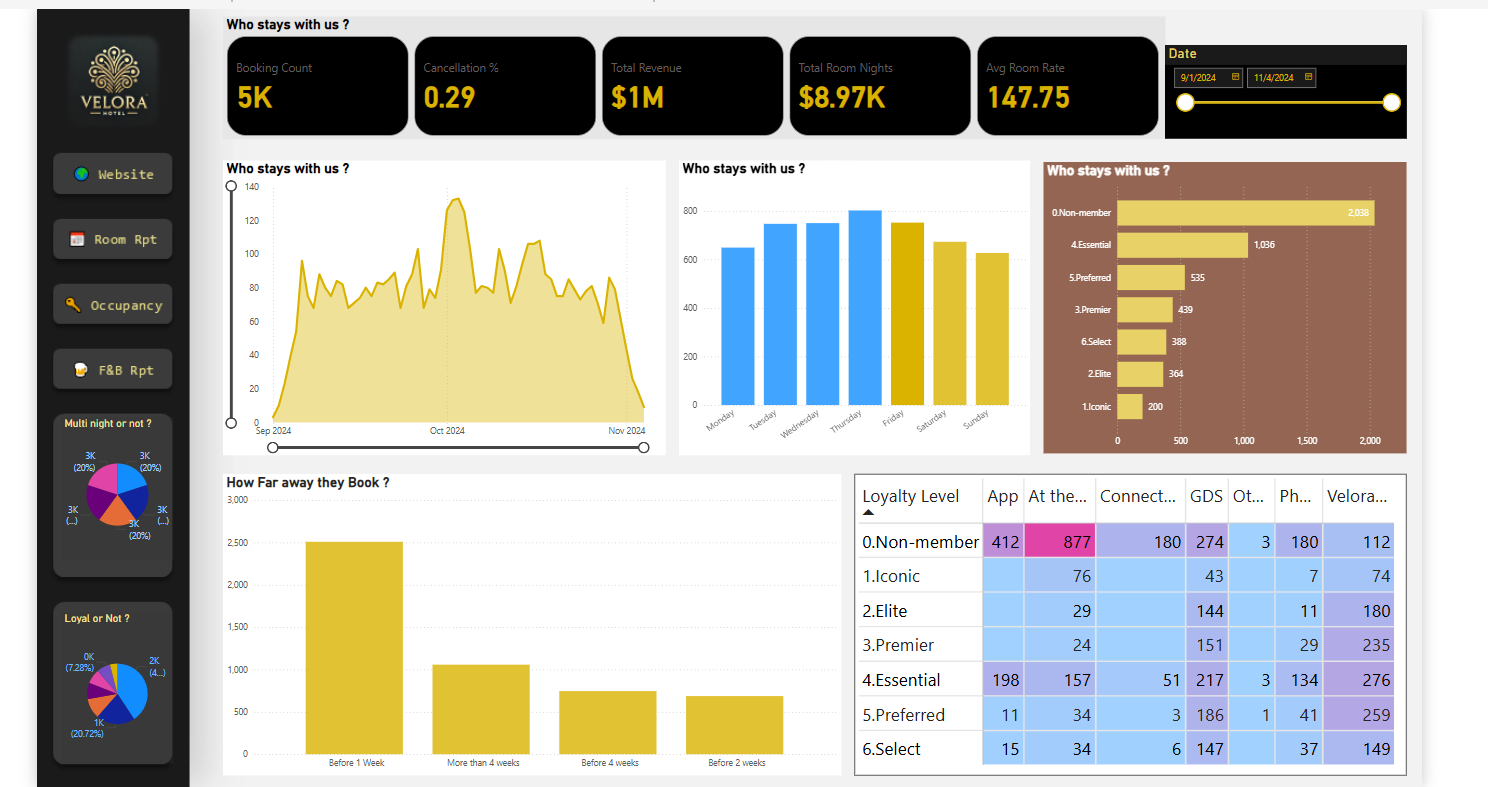 Who stays with us ?
Booking Count
5K
Cancellation %
0.29
Total Revenue
$1M
Total Room Nights
$8.97K
Avg Room Rate
147.75
Date
9/1/2024
11/4/2024
VELORA
HOTEL
Website
Room Rpt
Occupancy
F&B Rpt
Multi night or not ?
3K
(20%)
3K
(20%)
3K
(...)
3K
(...)
3K
(20%)
Loyal or Not ?
0K
(7.28%)
2K
(4...)
1K
(20.72%)
Who stays with us ?
140
120
100
80
60
40
20
0
Sep 2024
Oct 2024
Nov 2024
Who stays with us ?
800
600
400
200
0
Monday
Tuesday
Wednesday
Thursday
Friday
Saturday
Sunday
Who stays with us ?
0.Non-member 2,038
4.Essential 1,036
5.Preferred 535
3.Premier 439
6.Select 388
2.Elite 364
1.Iconic 200
0 500 1,000 1,500 2,000
How Far away they Book ?
3,000
2,500
2,000
1,500
1,000
500
0
Before 1 Week
More than 4 weeks
Before 4 weeks
Before 2 weeks
Loyalty Level App At the... Connect... GDS Ot... Ph... Velora...
0.Non-member 412 877 180 274 3 180 112
1.Iconic 76 43 7 74
2.Elite 29 144 11 180
3.Premier 24 151 29 235
4.Essential 198 157 51 217 3 134 276
5.Preferred 11 34 3 186 1 41 259
6.Select 15 34 6 147 37 149